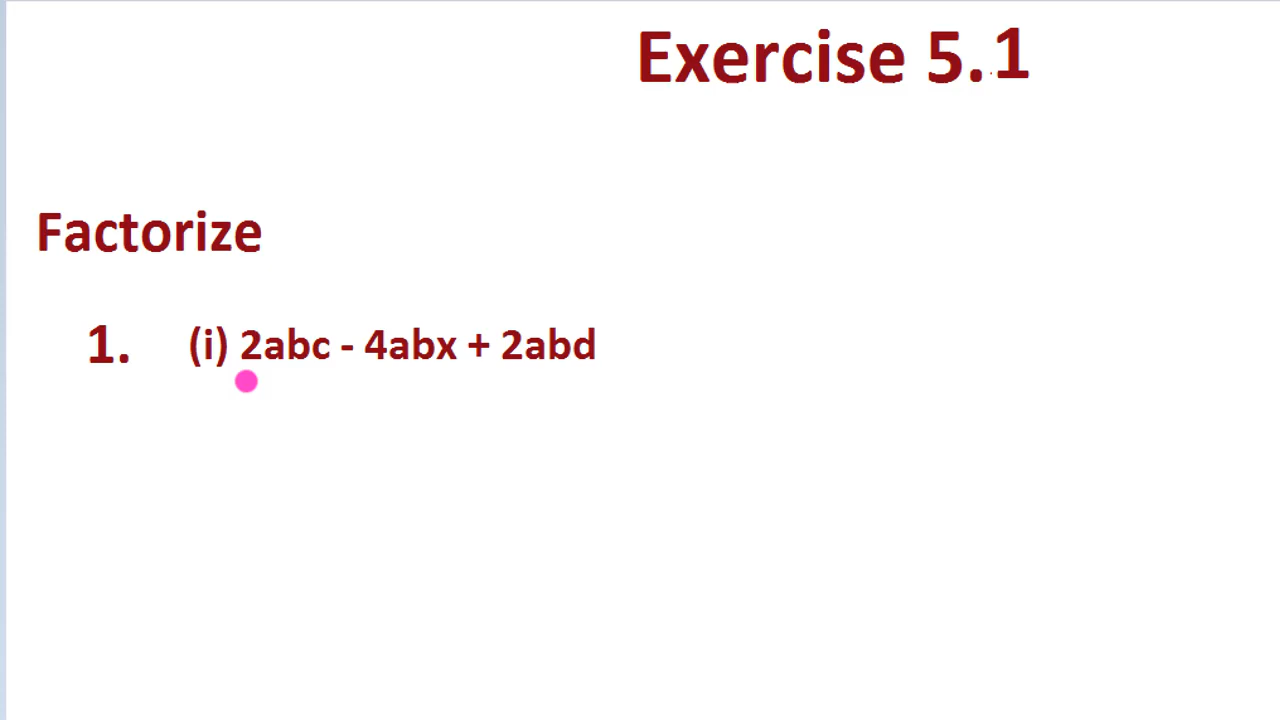 Exercise 5.1
Factorize
1. (i) 2abc - 4abx + 2abd